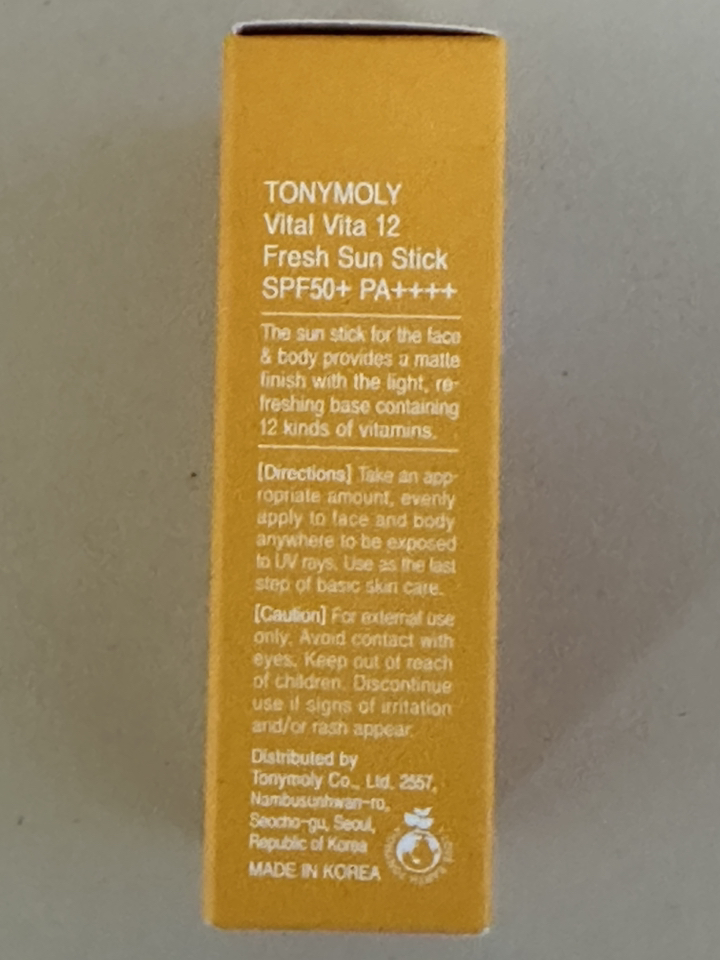 TONYMOLY
Vital Vita 12
Fresh Sun Stick
SPF50+ PA++++
The sun stick for the face
& body provides a matte
finish with the light, re-
freshing base containing
12 kinds of vitamins.
[Directions] Take an app-
ropriate amount, evenly
apply to face and body
anywhere to be exposed
to UV rays. Use as the last
step of basic skin care.
[Caution] For external use
only. Avoid contact with
eyes. Keep out of reach
of children. Discontinue
use if signs of irritation
and/or rash appear.
Distributed by
Tonymoly Co., Ltd. 2557,
Nambusunhwan-ro,
Seocho-gu, Seoul,
Republic of Korea
MADE IN KOREA